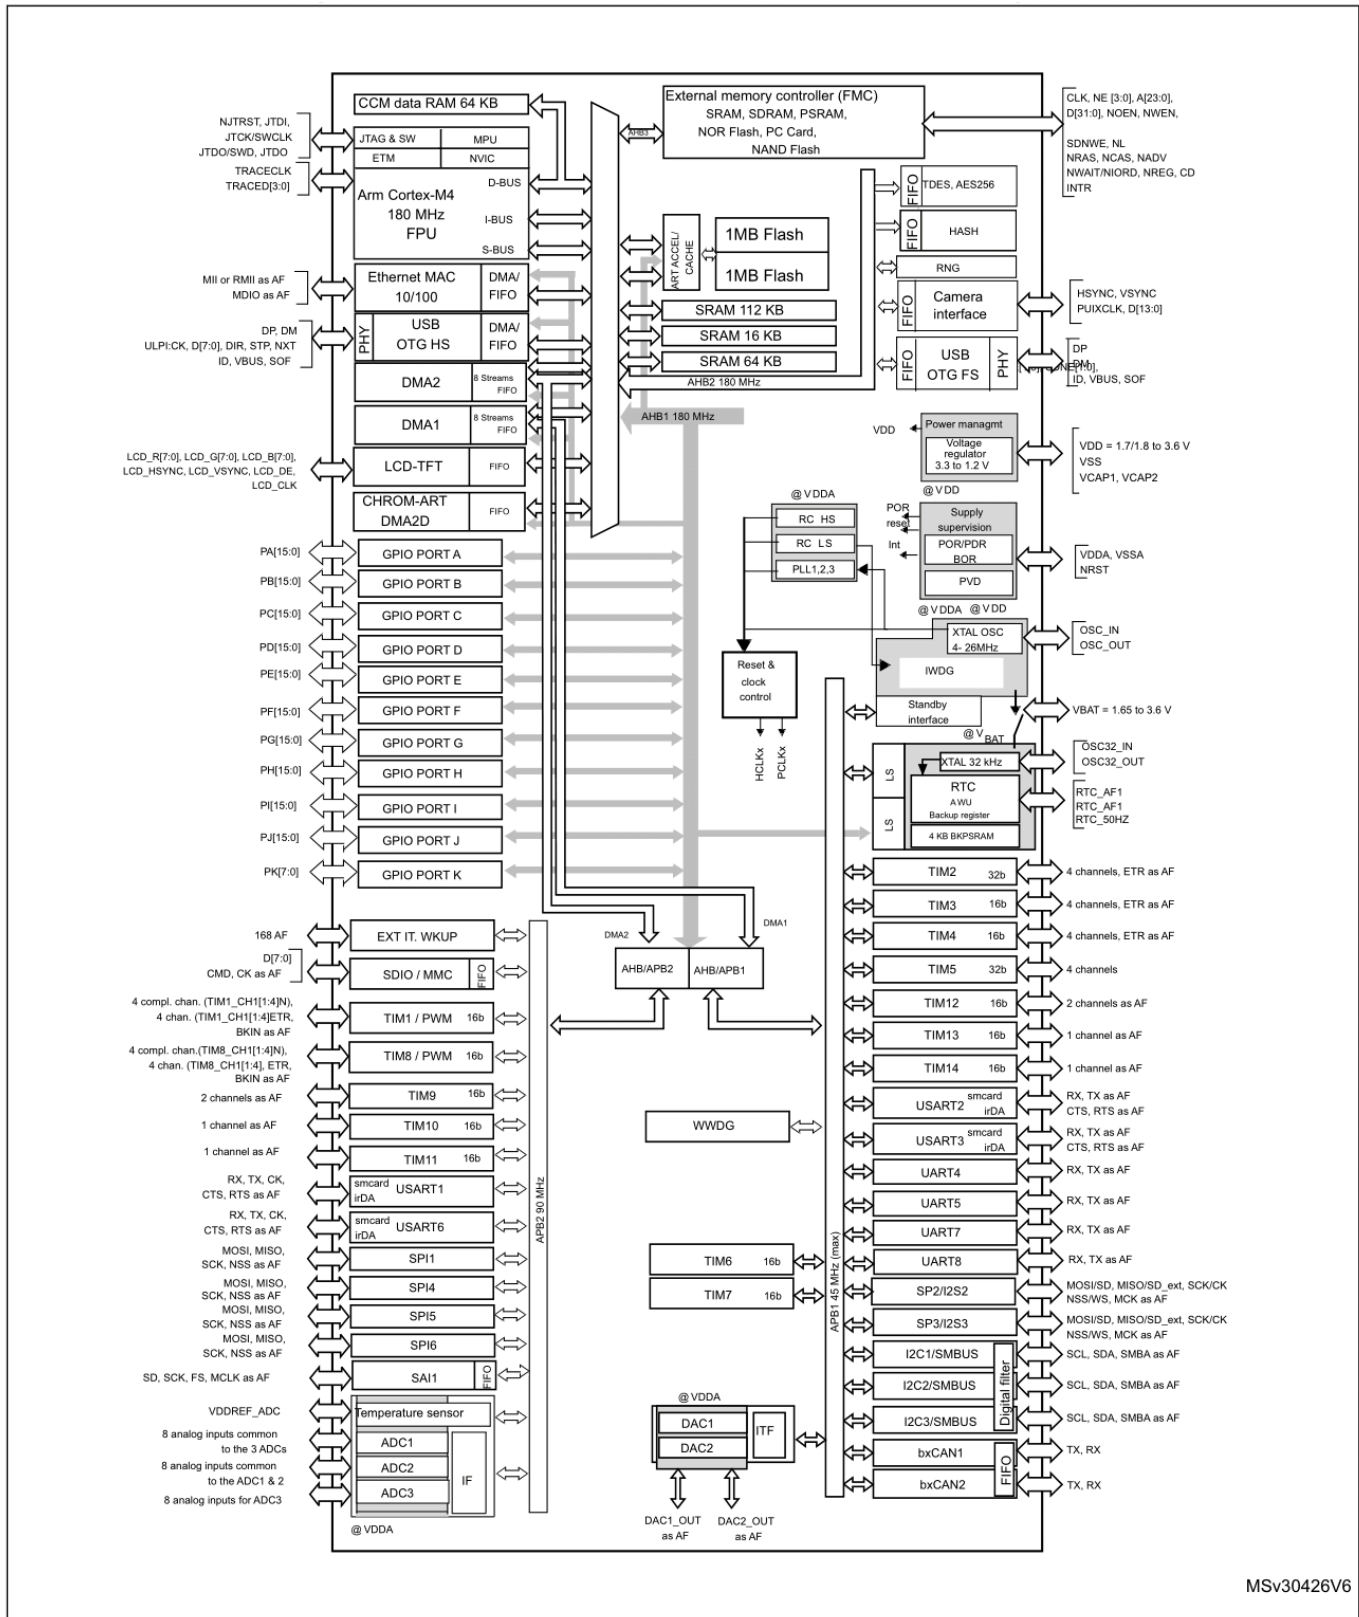 CCM data RAM 64 KB
NJTRST, JTDI,
JTCK/SWCLK
JTDO/SWD, JTDO
TRACECLK
TRACED[3:0]
JTAG & SW
MPU
ETM
NVIC
Arm Cortex-M4
180 MHz
FPU
D-BUS
I-BUS
S-BUS
MII or RMII as AF
MDIO as AF
Ethernet MAC
10/100
DMA/
FIFO
DP, DM
ULPI:CK, D[7:0], DIR, STP, NXT
ID, VBUS, SOF
PHY
USB
OTG HS
DMA/
FIFO
DMA2
8 Streams
FIFO
DMA1
8 Streams
FIFO
LCD_R[7:0], LCD_G[7:0], LCD_B[7:0],
LCD_HSYNC, LCD_VSYNC, LCD_DE,
LCD_CLK
LCD-TFT
FIFO
CHROM-ART
DMA2D
FIFO
External memory controller (FMC)
SRAM, SDRAM, PSRAM,
NOR Flash, PC Card,
NAND Flash
AHB3
CLK, NE [3:0], A[23:0],
D[31:0], NOEN, NWEN,
SDNWE, NL
NRAS, NCAS, NADV
NWAIT/NIORD, NREG, CD
INTR
ART ACCEL/
CACHE
1MB Flash
1MB Flash
SRAM 112 KB
SRAM 16 KB
SRAM 64 KB
AHB2 180 MHz
AHB1 180 MHz
FIFO
TDES, AES256
FIFO
HASH
RNG
FIFO
Camera
interface
HSYNC, VSYNC
PUIXCLK, D[13:0]
FIFO
USB
OTG FS
PHY
DP
DM
ID, VBUS, SOF
VDD
Power managmt
Voltage
regulator
3.3 to 1.2 V
VDD = 1.7/1.8 to 3.6 V
VSS
VCAP1, VCAP2
@VDD
@VDDA
RC HS
RC LS
PLL1,2,3
POR
reset
Int
Supply
supervision
POR/PDR
BOR
PVD
VDDA, VSSA
NRST
@VDDA
@VDD
XTAL OSC
4- 26MHz
OSC_IN
OSC_OUT
IWDG
Reset &
clock
control
HCLKx
PCLKx
Standby
interface
VBAT = 1.65 to 3.6 V
@VBAT
LS
LS
XTAL 32 kHz
OSC32_IN
OSC32_OUT
RTC
AWU
Backup register
4 KB BKPSRAM
RTC_AF1
RTC_AF1
RTC_50HZ
PA[15:0]
GPIO PORT A
PB[15:0]
GPIO PORT B
PC[15:0]
GPIO PORT C
PD[15:0]
GPIO PORT D
PE[15:0]
GPIO PORT E
PF[15:0]
GPIO PORT F
PG[15:0]
GPIO PORT G
PH[15:0]
GPIO PORT H
PI[15:0]
GPIO PORT I
PJ[15:0]
GPIO PORT J
PK[7:0]
GPIO PORT K
DMA2
DMA1
AHB/APB2
AHB/APB1
168 AF
EXT IT. WKUP
D[7:0]
CMD, CK as AF
SDIO / MMC
FIFO
4 compl. chan. (TIM1_CH1[1:4]N),
4 chan. (TIM1_CH1[1:4]ETR,
BKIN as AF
TIM1 / PWM
16b
4 compl. chan.(TIM8_CH1[1:4]N),
4 chan. (TIM8_CH1[1:4], ETR,
BKIN as AF
TIM8 / PWM
16b
2 channels as AF
TIM9
16b
1 channel as AF
TIM10
16b
1 channel as AF
TIM11
16b
RX, TX, CK,
CTS, RTS as AF
smcard
irDA
USART1
RX, TX, CK,
CTS, RTS as AF
smcard
irDA
USART6
MOSI, MISO,
SCK, NSS as AF
SPI1
MOSI, MISO,
SCK, NSS as AF
SPI4
MOSI, MISO,
SCK, NSS as AF
SPI5
MOSI, MISO,
SCK, NSS as AF
SPI6
SD, SCK, FS, MCLK as AF
SAI1
FIFO
APB2 90 MHz
VDDREF_ADC
Temperature sensor
8 analog inputs common
to the 3 ADCs
ADC1
8 analog inputs common
to the ADC1 & 2
ADC2
8 analog inputs for ADC3
ADC3
IF
@VDDA
WWDG
TIM6
16b
TIM7
16b
@VDDA
DAC1
DAC2
ITF
DAC1_OUT
as AF
DAC2_OUT
as AF
APB1 45 MHz (max)
TIM2
32b
4 channels, ETR as AF
TIM3
16b
4 channels, ETR as AF
TIM4
16b
4 channels, ETR as AF
TIM5
32b
4 channels
TIM12
16b
2 channels as AF
TIM13
16b
1 channel as AF
TIM14
16b
1 channel as AF
USART2
smcard
irDA
RX, TX as AF
CTS, RTS as AF
USART3
smcard
irDA
RX, TX as AF
CTS, RTS as AF
UART4
RX, TX as AF
UART5
RX, TX as AF
UART7
RX, TX as AF
UART8
RX, TX as AF
SP2/I2S2
MOSI/SD, MISO/SD_ext, SCK/CK
NSS/WS, MCK as AF
SP3/I2S3
MOSI/SD, MISO/SD_ext, SCK/CK
NSS/WS, MCK as AF
I2C1/SMBUS
SCL, SDA, SMBA as AF
I2C2/SMBUS
SCL, SDA, SMBA as AF
I2C3/SMBUS
SCL, SDA, SMBA as AF
Digital filter
bxCAN1
TX, RX
bxCAN2
TX, RX
FIFO
MSv30426V6